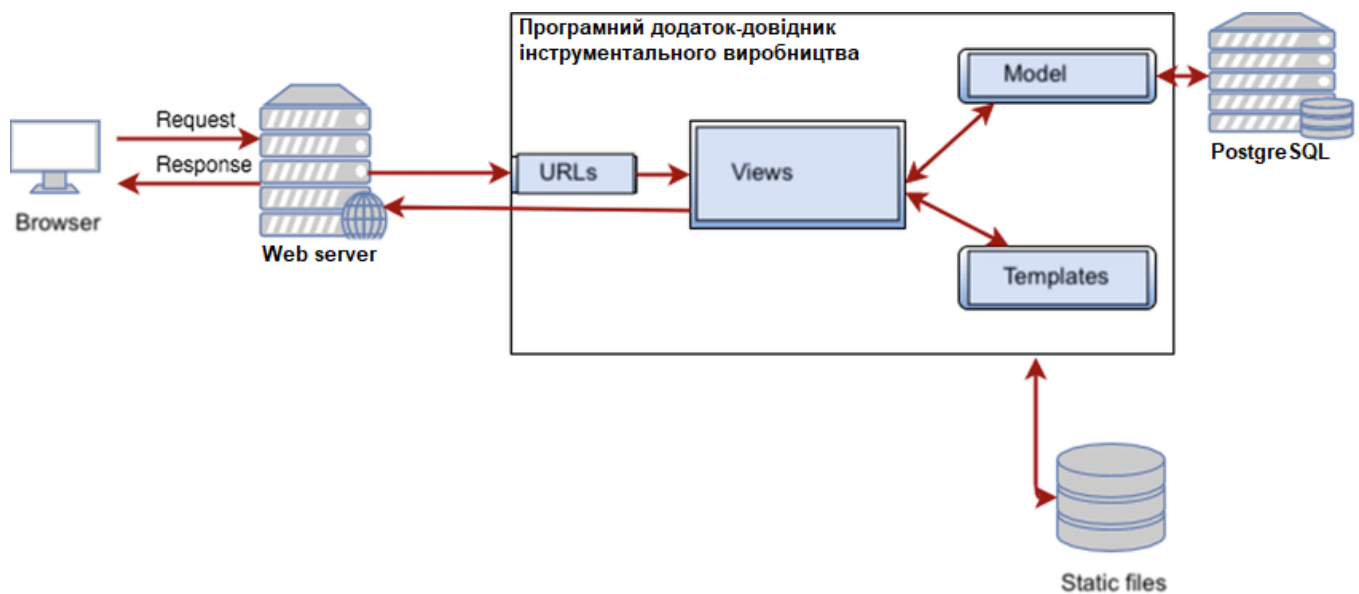 Програмний додаток-довідник
інструментального виробництва
Model
Request
Response
URLs
Views
PostgreSQL
Browser
Web server
Templates
Static files